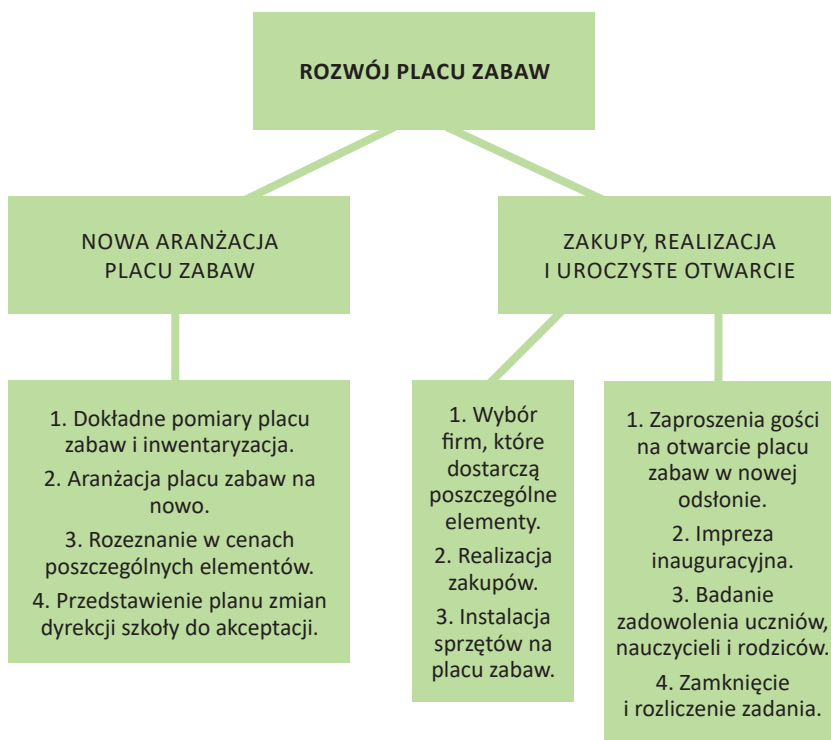 ROZWÓJ PLACU ZABAW
NOWA ARANŻACJA
PLACU ZABAW
ZAKUPY, REALIZACJA
I UROCZYSTE OTWARCIE
1. Dokładne pomiary placu
zabaw i inwentaryzacja.
2. Aranżacja placu zabaw na
nowo.
3. Rozeznanie w cenach
poszczególnych elementów.
4. Przedstawienie planu zmian
dyrekcji szkoły do akceptacji.
1. Wybór
firm, które
dostarczą
poszczególne
elementy.
2. Realizacja
zakupów.
3. Instalacja
sprzętów na
placu zabaw.
1. Zaproszenia gości
na otwarcie placu
zabaw w nowej
odsłonie.
2. Impreza
inauguracyjna.
3. Badanie
zadowolenia uczniów,
nauczycieli i rodziców.
4. Zamknięcie
i rozliczenie zadania.